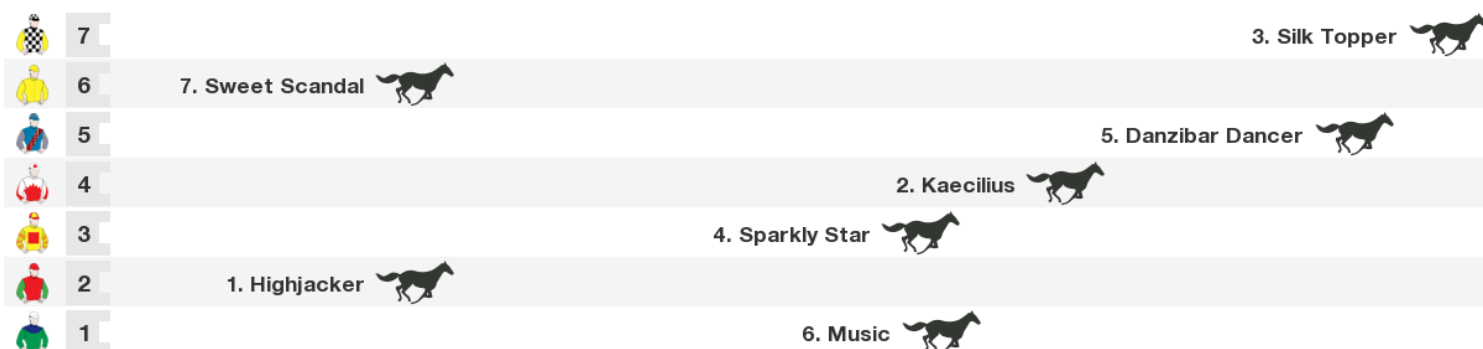 7 3. Silk Topper
6 7. Sweet Scandal
5 5. Danzibar Dancer
4 2. Kaecilius
3 4. Sparkly Star
2 1. Highjacker
1 6. Music